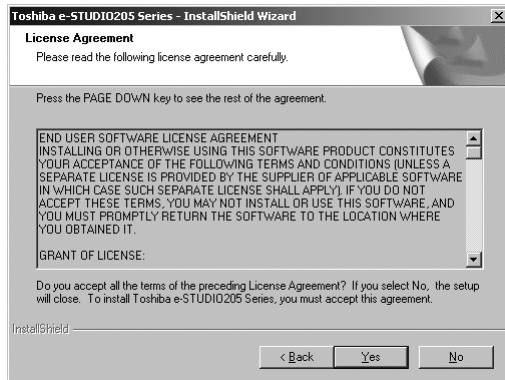 Toshiba e-STUDIO205 Series - InstallShield Wizard
License Agreement
Please read the following license agreement carefully.
Press the PAGE DOWN key to see the rest of the agreement.
END USER SOFTWARE LICENSE AGREEMENT
INSTALLING OR OTHERWISE USING THIS SOFTWARE PRODUCT CONSTITUTES
YOUR ACCEPTANCE OF THE FOLLOWING TERMS AND CONDITIONS (UNLESS A
SEPARATE LICENSE IS PROVIDED BY THE SUPPLIER OF APPLICABLE SOFTWARE
IN WHICH CASE SUCH SEPARATE LICENSE SHALL APPLY). IF YOU DO NOT
ACCEPT THESE TERMS, YOU MAY NOT INSTALL OR USE THIS SOFTWARE, AND
YOU MUST PROMPTLY RETURN THE SOFTWARE TO THE LOCATION WHERE
YOU OBTAINED IT.
GRANT OF LICENSE:
Do you accept all the terms of the preceding License Agreement? If you select No, the setup
will close. To install Toshiba e-STUDIO205 Series, you must accept this agreement.
InstallShield
< Back Yes No